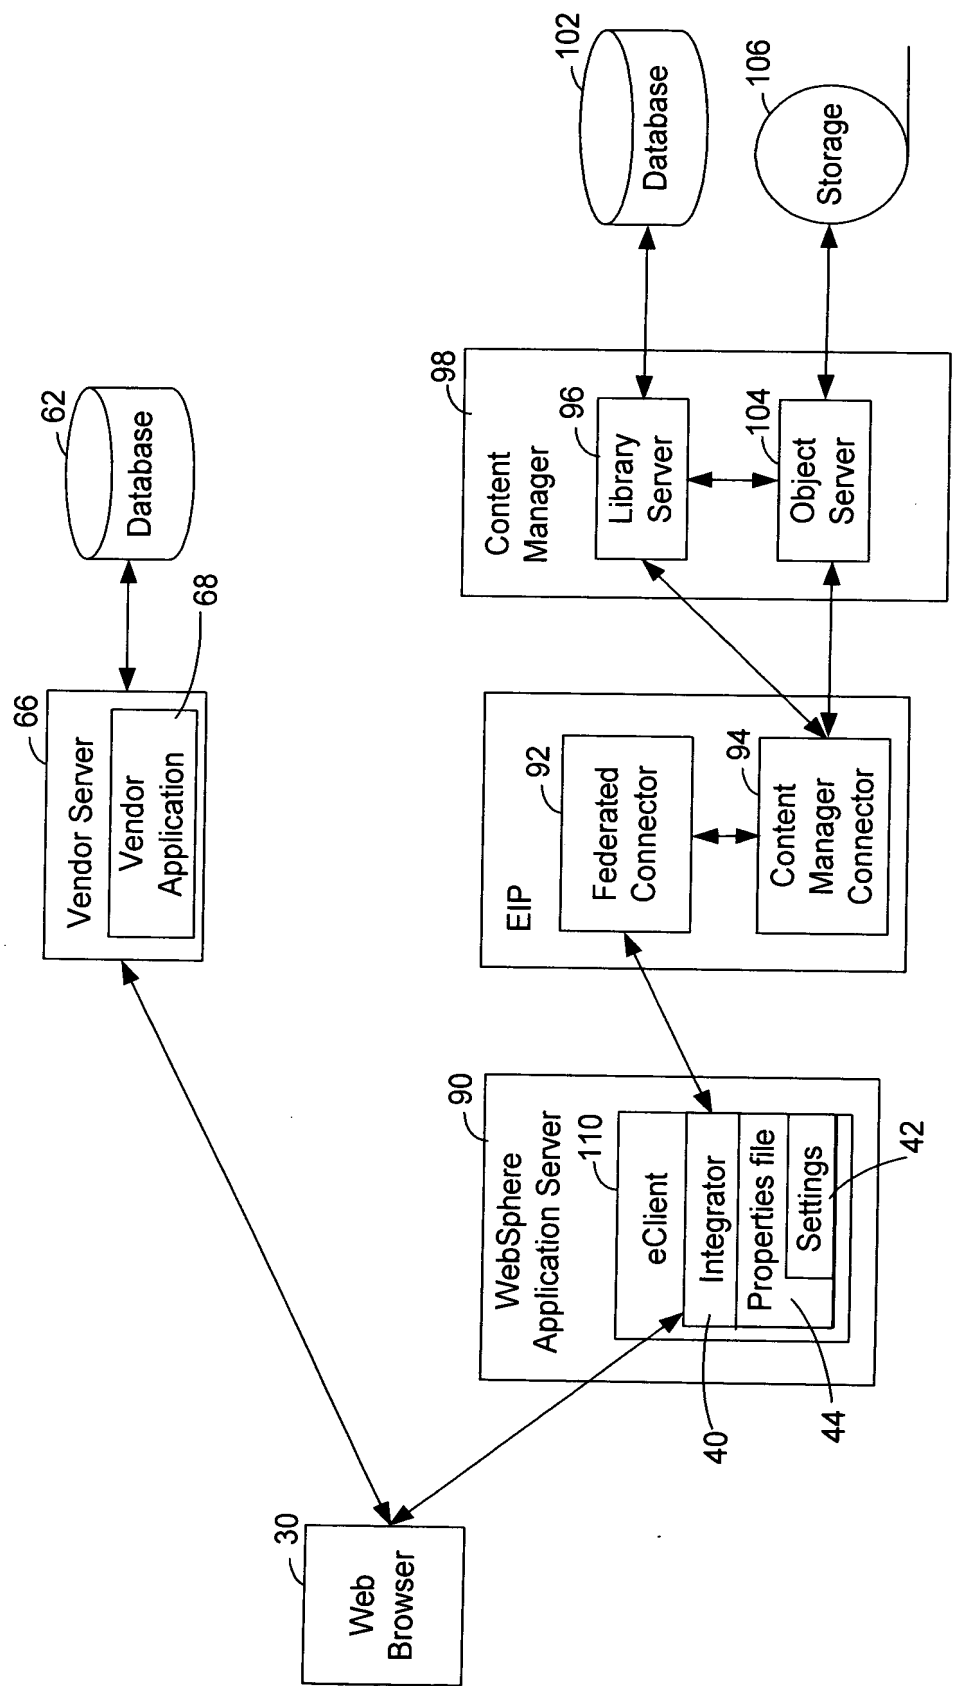 30
Web
Browser
66
Vendor Server
Vendor
Application
68
62
Database
90
WebSphere
Application Server
110
eClient
Integrator
Properties file
Settings
40
44
42
EIP
92
Federated
Connector
94
Content
Manager
Connector
98
Content
Manager
96
Library
Server
104
Object
Server
102
Database
106
Storage